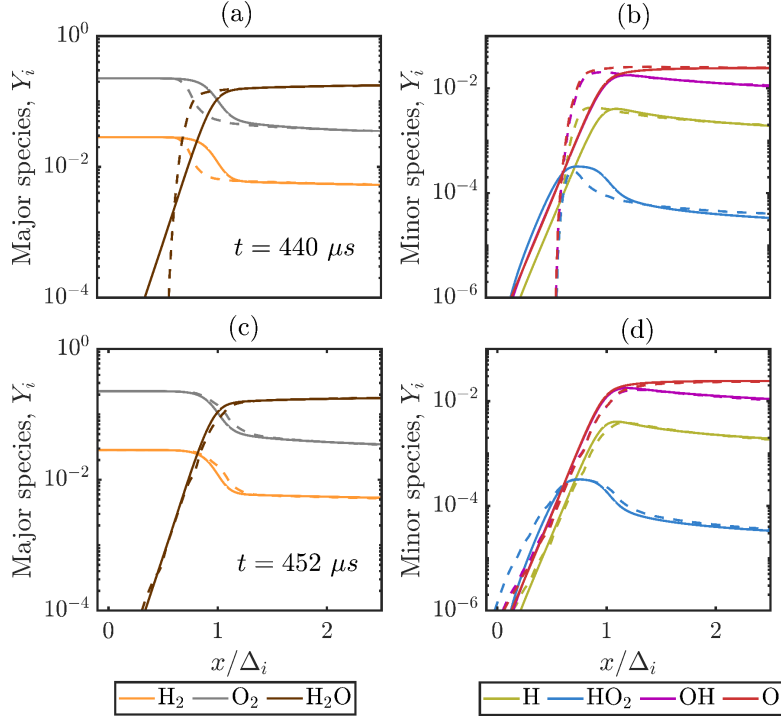 (a) (b)
Major species, Y_i
10^0
10^{-2}
10^{-4}
t = 440 μs
Minor species, Y_i
10^{-2}
10^{-4}
10^{-6}
(c) (d)
Major species, Y_i
10^0
10^{-2}
10^{-4}
t = 452 μs
0 1 2
x/Δ_i
Minor species, Y_i
10^{-2}
10^{-4}
10^{-6}
0 1 2
x/Δ_i
H₂ O₂ H₂O
H HO₂ OH O